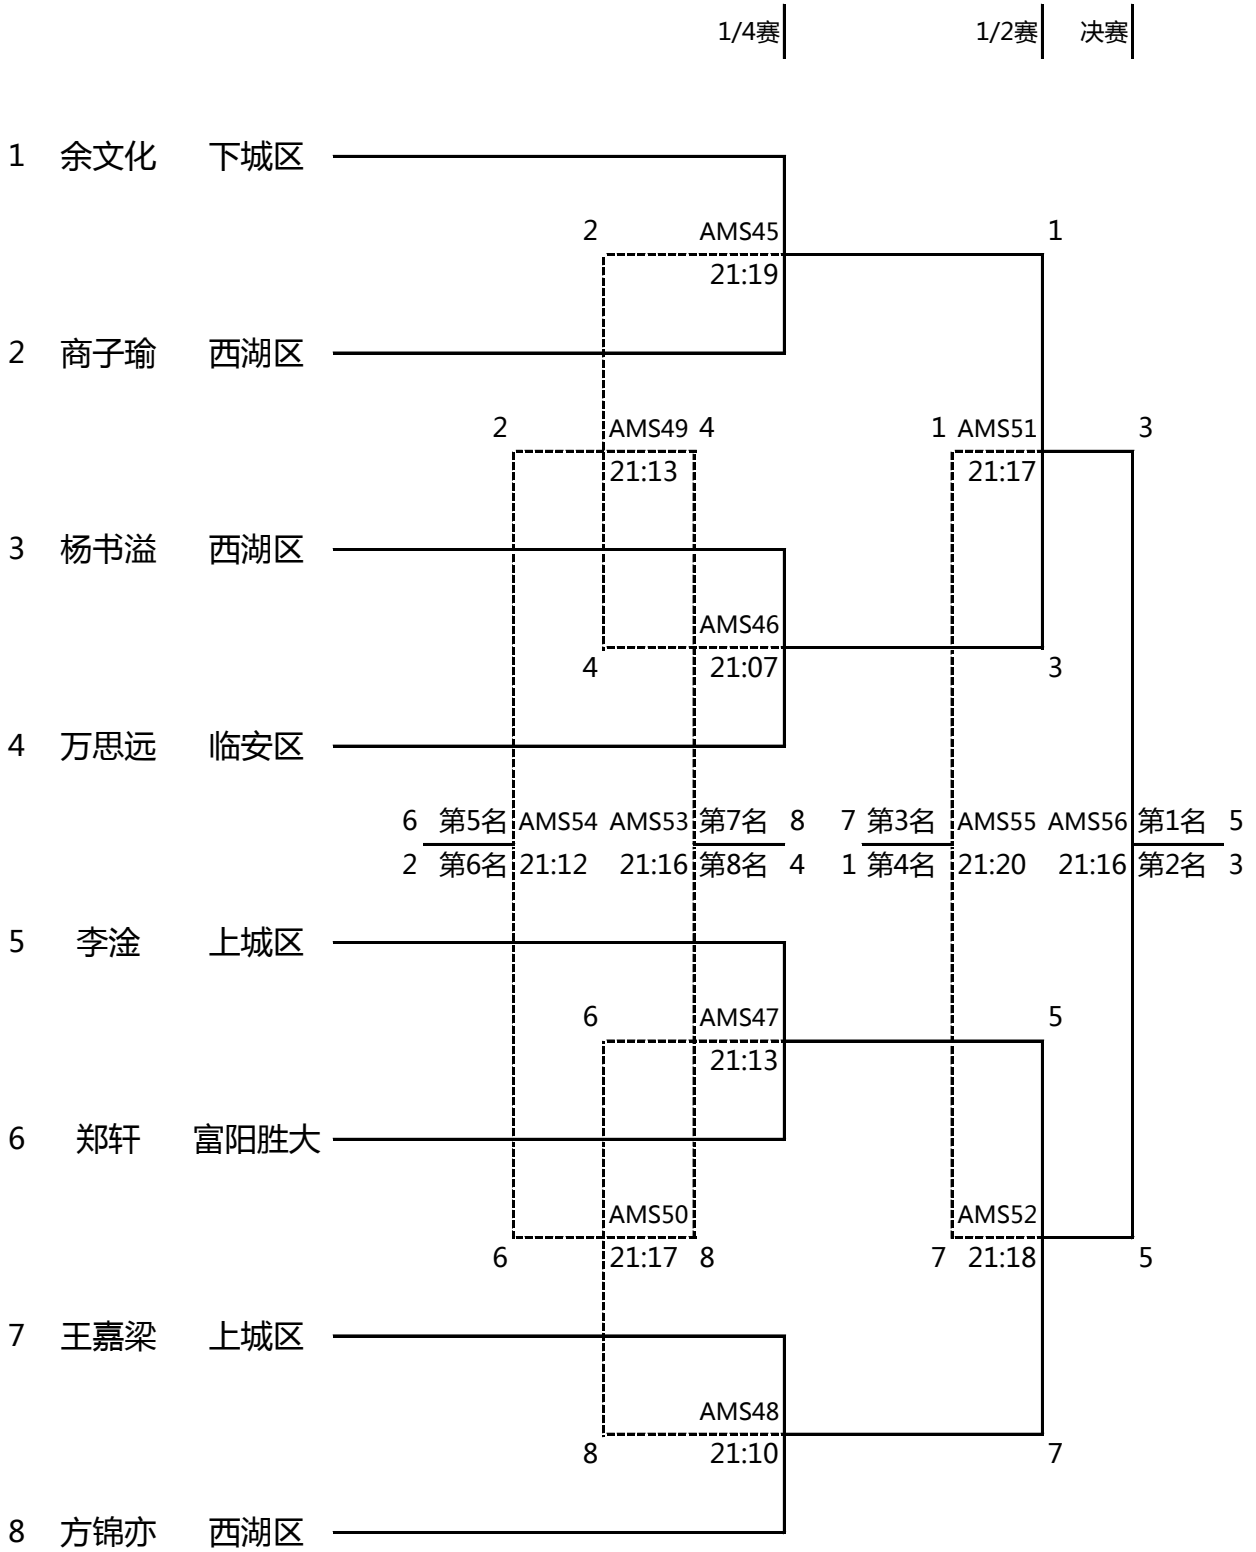 1/4赛 1/2赛 决赛
1 余文化 下城区
2 AMS45 1
21:19
2 商子瑜 西湖区
2 AMS49 4 1 AMS51 3
21:13 21:17
3 杨书溢 西湖区
AMS46
4 21:07 3
4 万思远 临安区
6 第5名 AMS54 AMS53 第7名 8 7 第3名 AMS55 AMS56 第1名 5
2 第6名 21:12 21:16 第8名 4 1 第4名 21:20 21:16 第2名 3
5 李淦 上城区
6 AMS47 5
21:13
6 郑轩 富阳胜大
AMS50 AMS52
6 21:17 8 7 21:18 5
7 王嘉梁 上城区
AMS48
8 21:10 7
8 方锦亦 西湖区